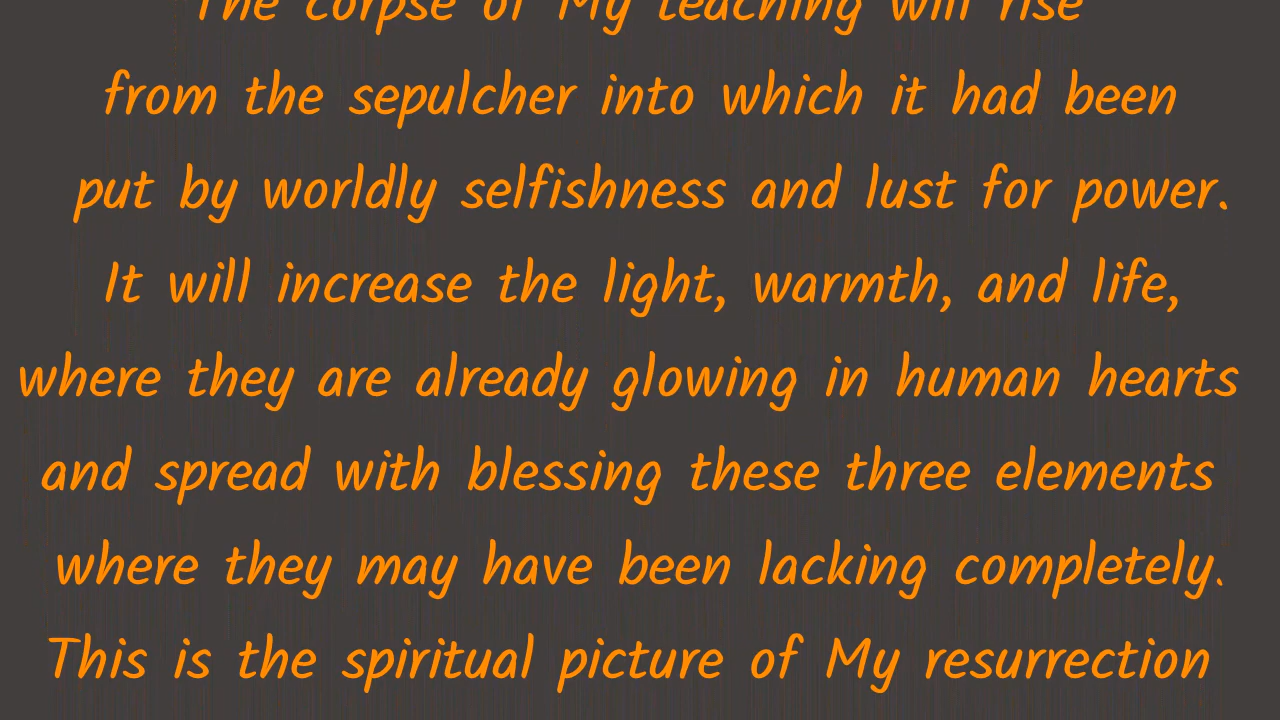 The corpse of My teaching will rise
from the sepulcher into which it had been
put by worldly selfishness and lust for power.
It will increase the light, warmth, and life,
where they are already glowing in human hearts
and spread with blessing these three elements
where they may have been lacking completely.
This is the spiritual picture of My resurrection